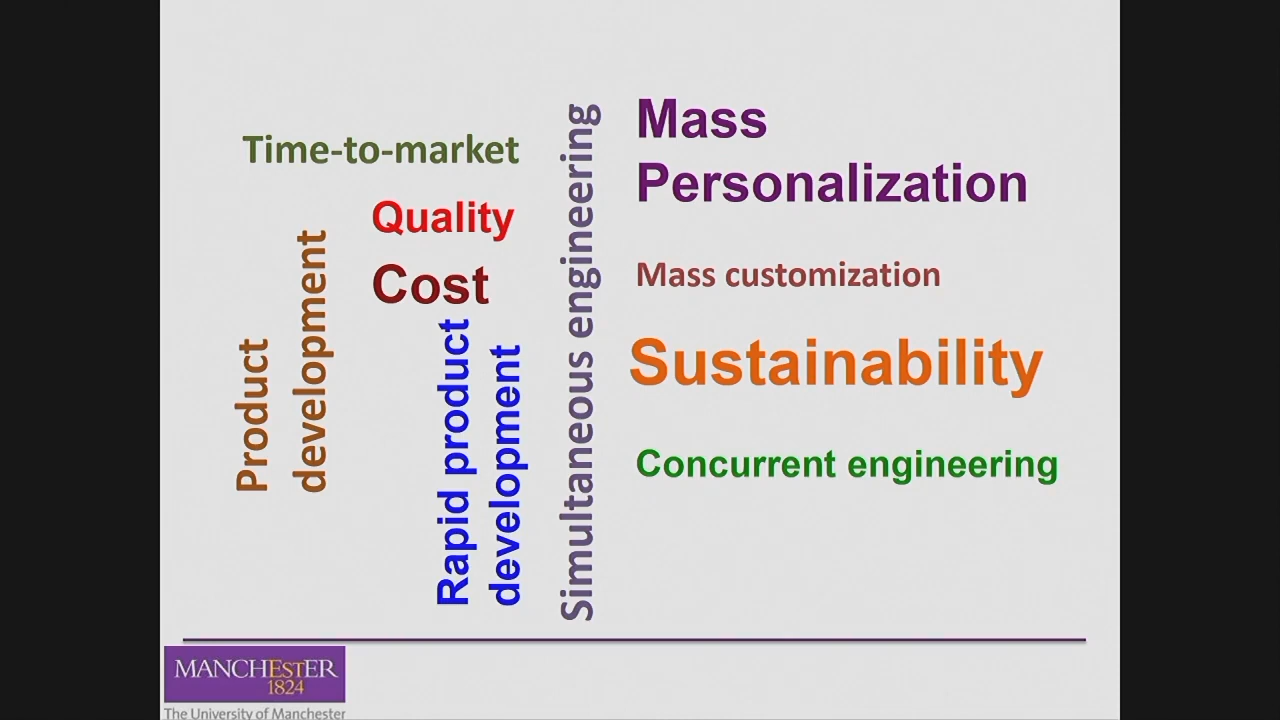 Time-to-market
Quality
Cost
Product
development
Rapid product
development
Simultaneous engineering
Mass
Personalization
Mass customization
Sustainability
Concurrent engineering
MANCHESTER
1824
The University of Manchester